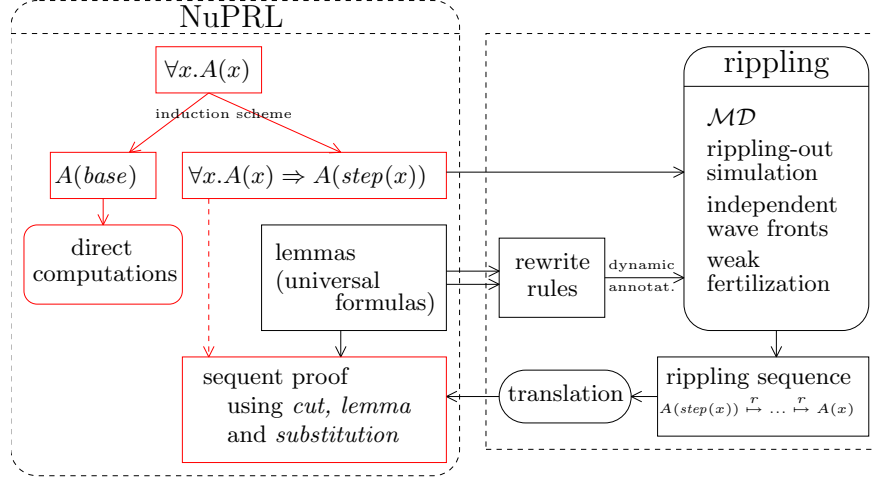 NuPRL
∀x.A(x)
induction scheme
A(base)
∀x.A(x) ⇒ A(step(x))
direct
computations
lemmas
(universal
formulas)
sequent proof
using cut, lemma
and substitution
rippling
MD
rippling-out
simulation
independent
wave fronts
weak
fertilization
rewrite
rules
dynamic
annotat.
translation
rippling sequence
A(step(x)) r↦ ... r↦ A(x)